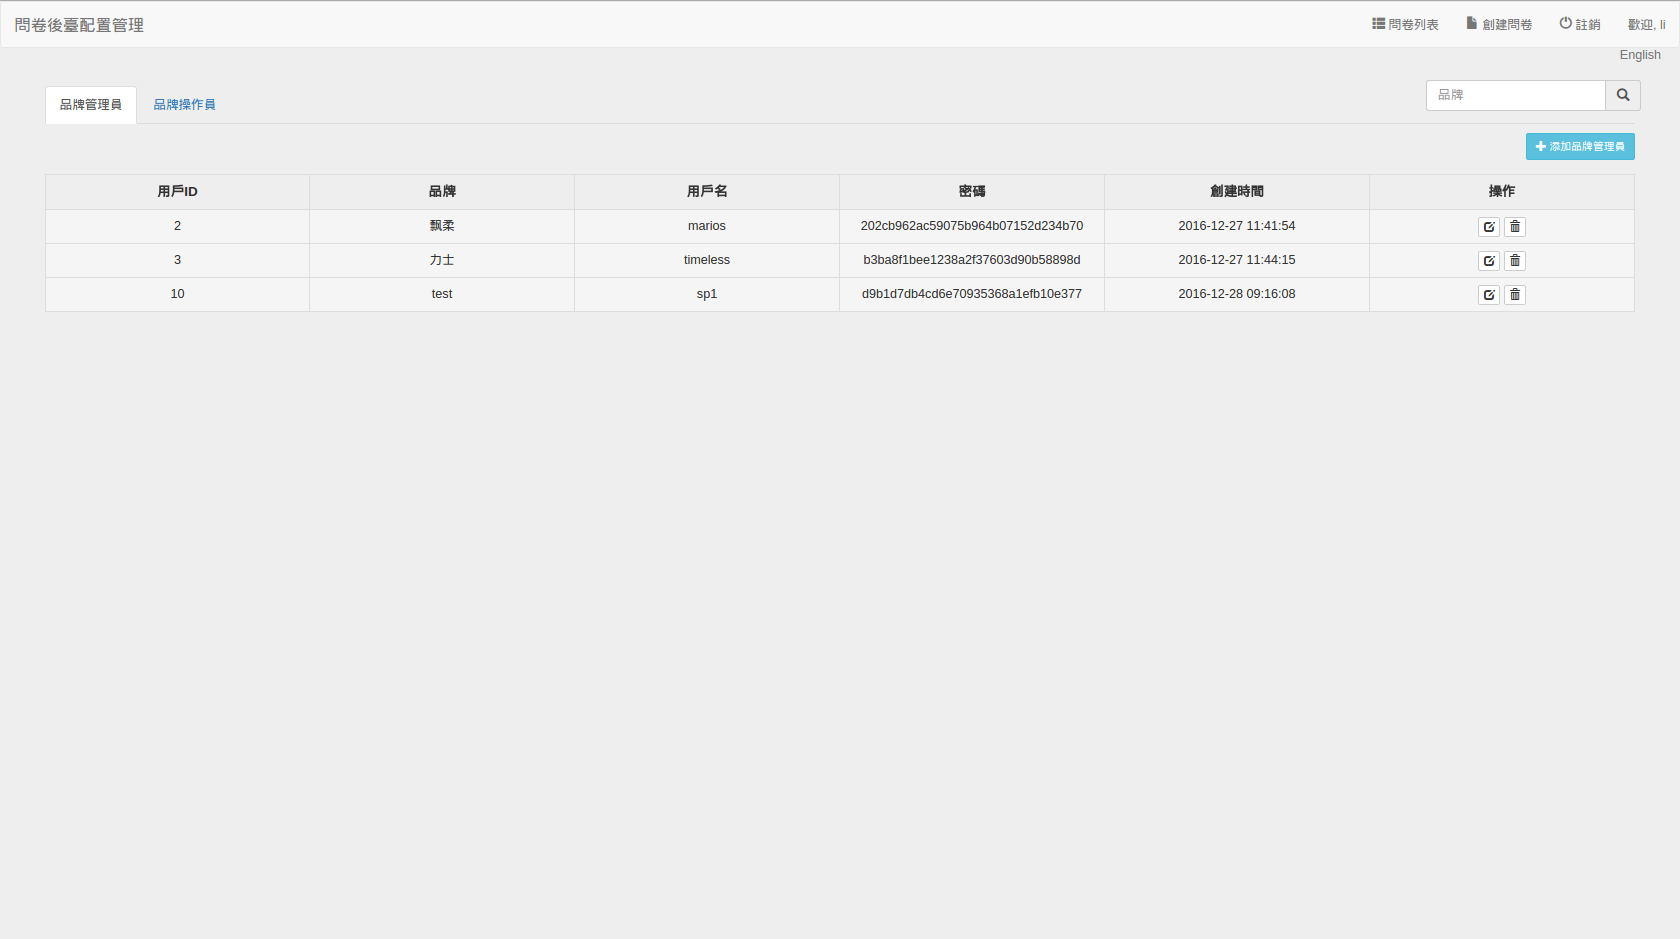 問卷後臺配置管理
問卷列表 創建問卷 註銷 歡迎, li
English
品牌管理員 品牌操作員 品牌
添加品牌管理員
用戶ID 品牌 用戶名 密碼 創建時間 操作
2 飄柔 marios 202cb962ac59075b964b07152d234b70 2016-12-27 11:41:54
3 力士 timeless b3ba8f1bee1238a2f37603d90b58898d 2016-12-27 11:44:15
10 test sp1 d9b1d7db4cd6e70935368a1efb10e377 2016-12-28 09:16:08